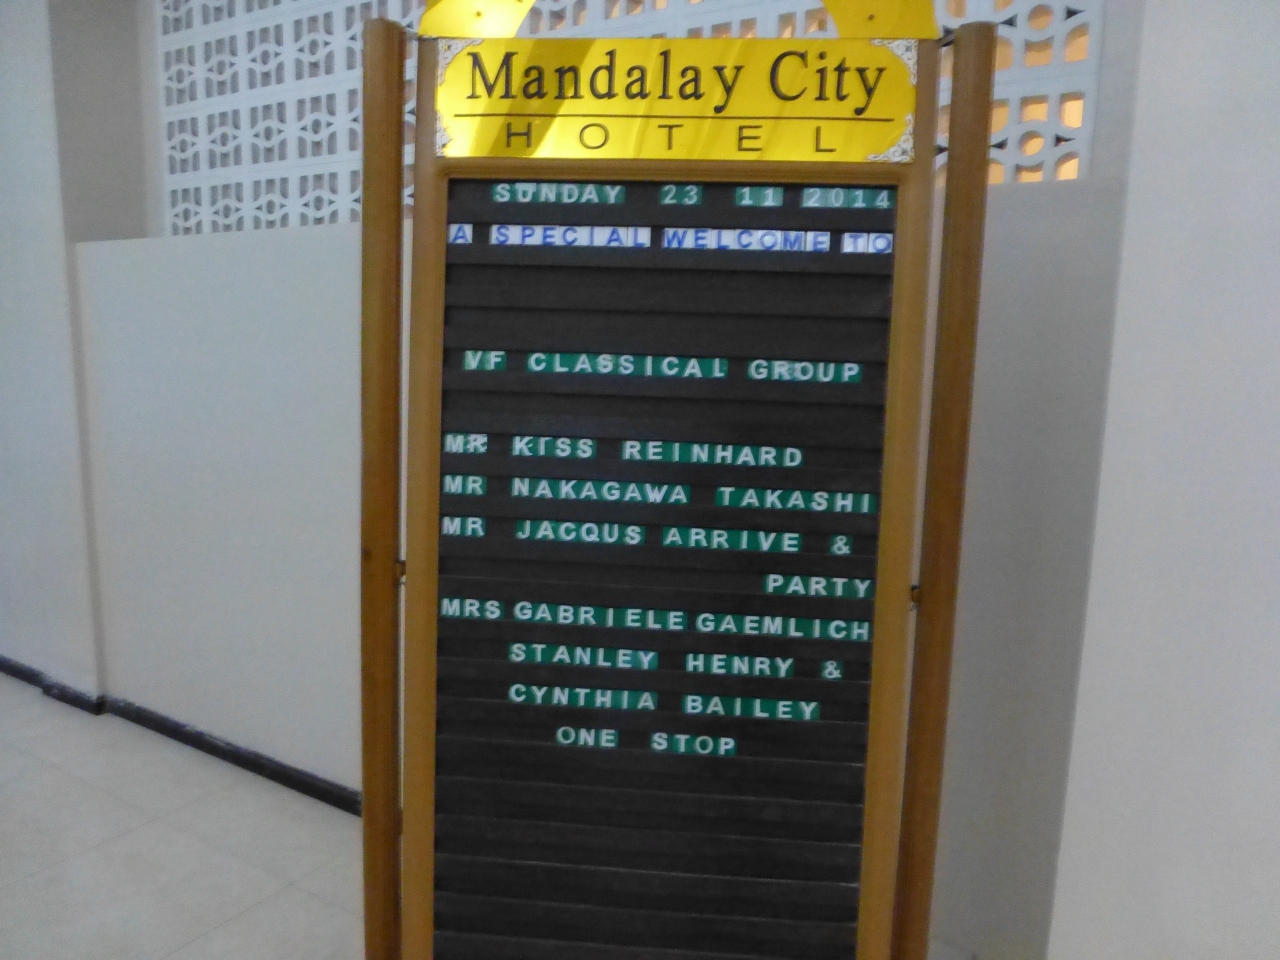 Mandalay City
HOTEL
SUNDAY 23 11 2014
A SPECIAL WELCOME TO
VF CLASSICAL GROUP
MR KISS REINHARD
MR NAKAGAWA TAKASHI
MR JACQUS ARRIVE &
PARTY
MRS GABRIELE GAEMLICH
STANLEY HENRY &
CYNTHIA BAILEY
ONE STOP